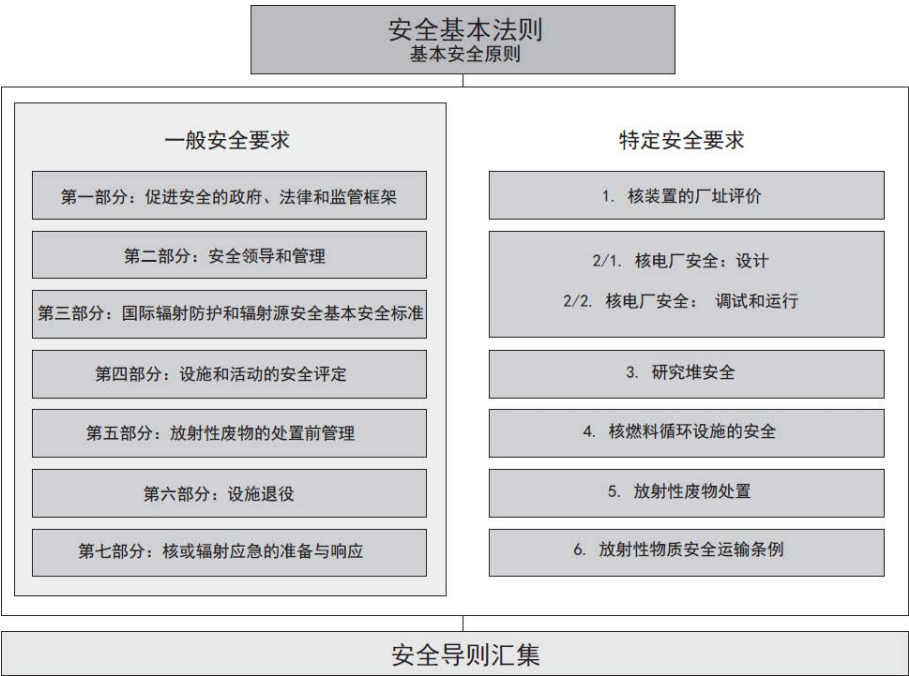 安全基本法则
基本安全原则
一般安全要求
第一部分：促进安全的政府、法律和监管框架
第二部分：安全领导和管理
第三部分：国际辐射防护和辐射源安全基本安全标准
第四部分：设施和活动的安全评定
第五部分：放射性废物的处置前管理
第六部分：设施退役
第七部分：核或辐射应急的准备与响应
特定安全要求
1. 核装置的厂址评价
2/1. 核电厂安全：设计
2/2. 核电厂安全： 调试和运行
3. 研究堆安全
4. 核燃料循环设施的安全
5. 放射性废物处置
6. 放射性物质安全运输条例
安全导则汇集